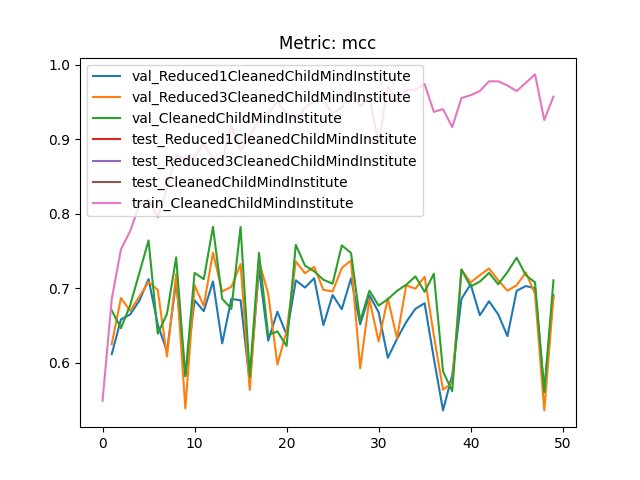 Metric: mcc
1.0
0.9
0.8
0.7
0.6
val_Reduced1CleanedChildMindInstitute
val_Reduced3CleanedChildMindInstitute
val_CleanedChildMindInstitute
test_Reduced1CleanedChildMindInstitute
test_Reduced3CleanedChildMindInstitute
test_CleanedChildMindInstitute
train_CleanedChildMindInstitute
0 10 20 30 40 50